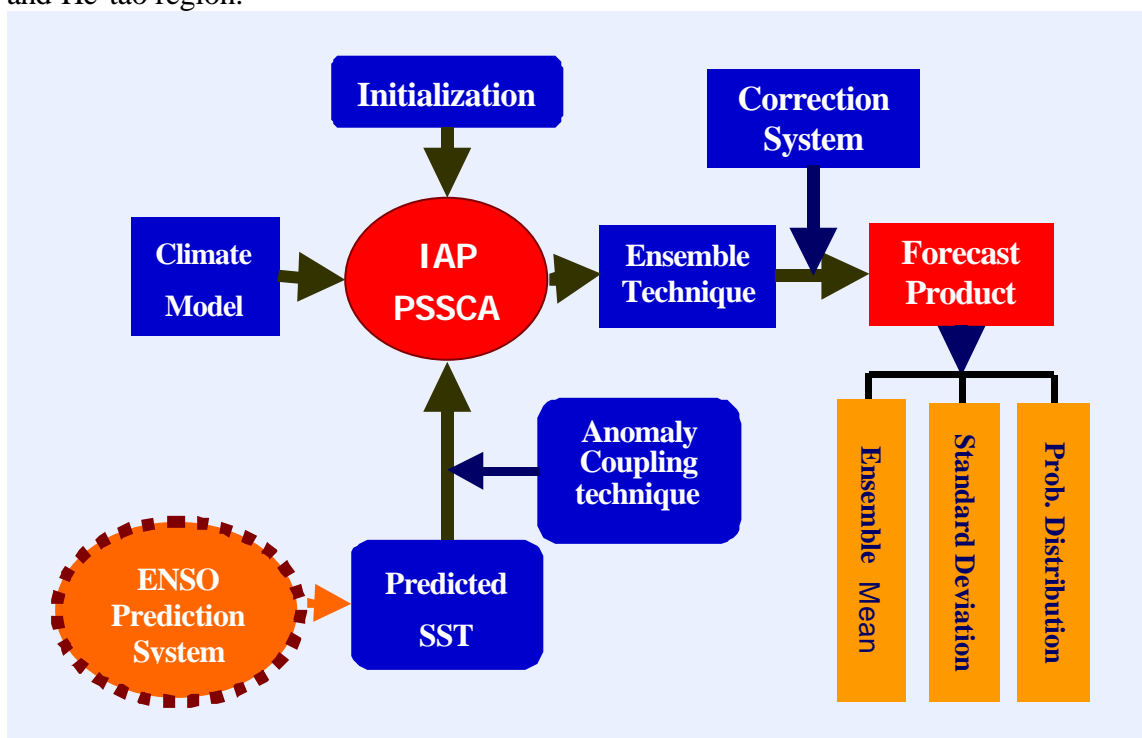 and He-tao region.
Initialization
Correction
System
Climate
Model
IAP
PSSCA
Ensemble
Technique
Forecast
Product
Anomaly
Coupling
technique
ENSO
Prediction
System
Predicted
SST
Ensemble Mean
Standard Deviation
Prob. Distribution